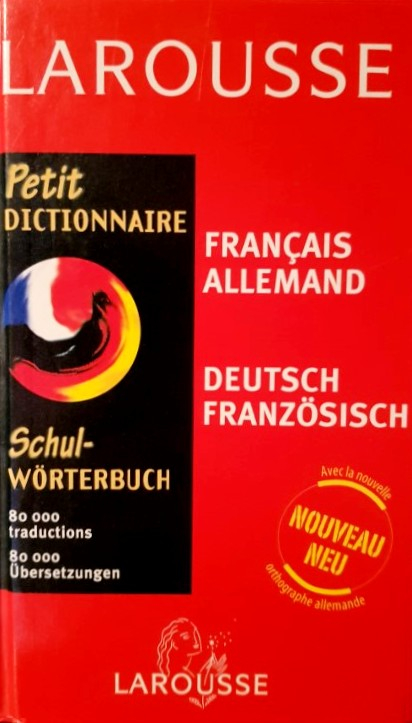 LAROUSSE
Petit
DICTIONNAIRE
FRANÇAIS
ALLEMAND
DEUTSCH
FRANZÖSISCH
Schul-
WÖRTERBUCH
80 000
traductions
80 000
Übersetzungen
Avec la nouvelle
NOUVEAU
NEU
orthographe allemande
LAROUSSE